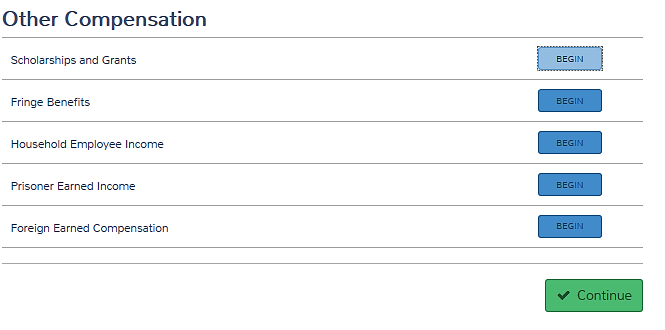 Other Compensation
Scholarships and Grants BEGIN
Fringe Benefits BEGIN
Household Employee Income BEGIN
Prisoner Earned Income BEGIN
Foreign Earned Compensation BEGIN
Continue